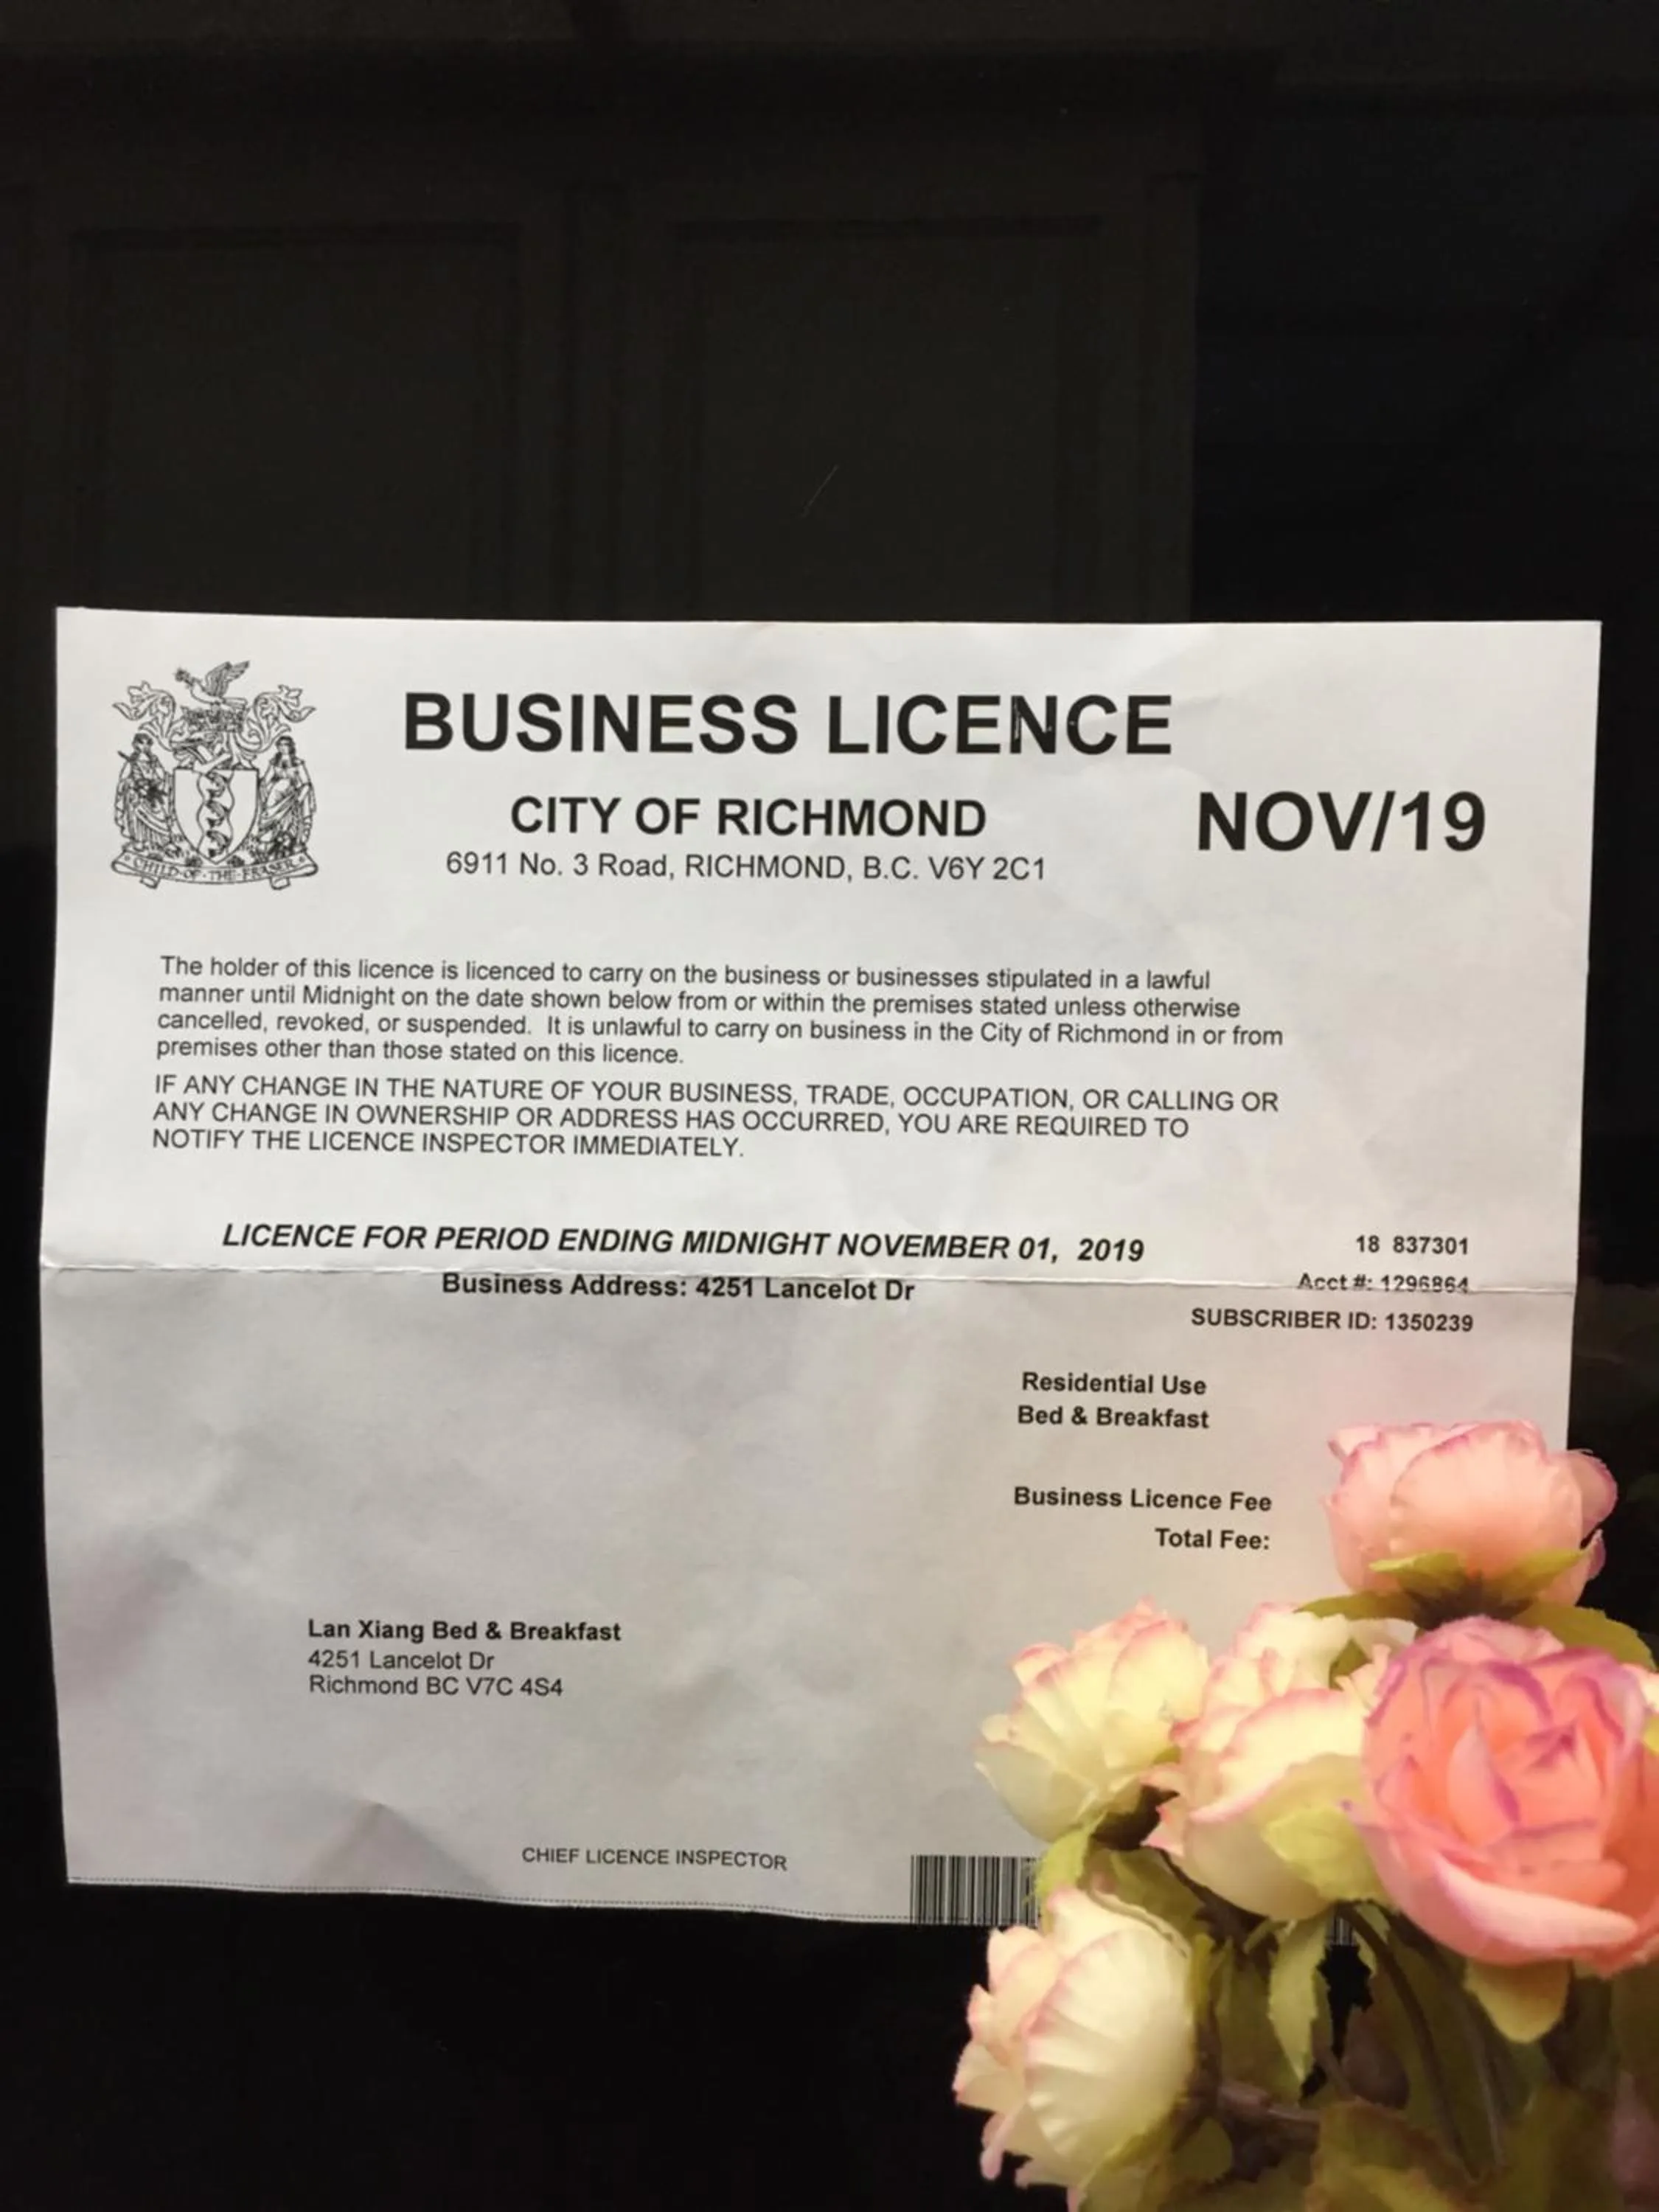 BUSINESS LICENCE
CITY OF RICHMOND
NOV/19
6911 No. 3 Road, RICHMOND, B.C. V6Y 2C1
CHILD·OF·THE·FRASER
The holder of this licence is licenced to carry on the business or businesses stipulated in a lawful
manner until Midnight on the date shown below from or within the premises stated unless otherwise
cancelled, revoked, or suspended. It is unlawful to carry on business in the City of Richmond in or from
premises other than those stated on this licence.
IF ANY CHANGE IN THE NATURE OF YOUR BUSINESS, TRADE, OCCUPATION, OR CALLING OR
ANY CHANGE IN OWNERSHIP OR ADDRESS HAS OCCURRED, YOU ARE REQUIRED TO
NOTIFY THE LICENCE INSPECTOR IMMEDIATELY.
LICENCE FOR PERIOD ENDING MIDNIGHT NOVEMBER 01, 2019
18 837301
Business Address: 4251 Lancelot Dr
Acct #: 1296864
SUBSCRIBER ID: 1350239
Residential Use
Bed & Breakfast
Business Licence Fee
Total Fee:
Lan Xiang Bed & Breakfast
4251 Lancelot Dr
Richmond BC V7C 4S4
CHIEF LICENCE INSPECTOR